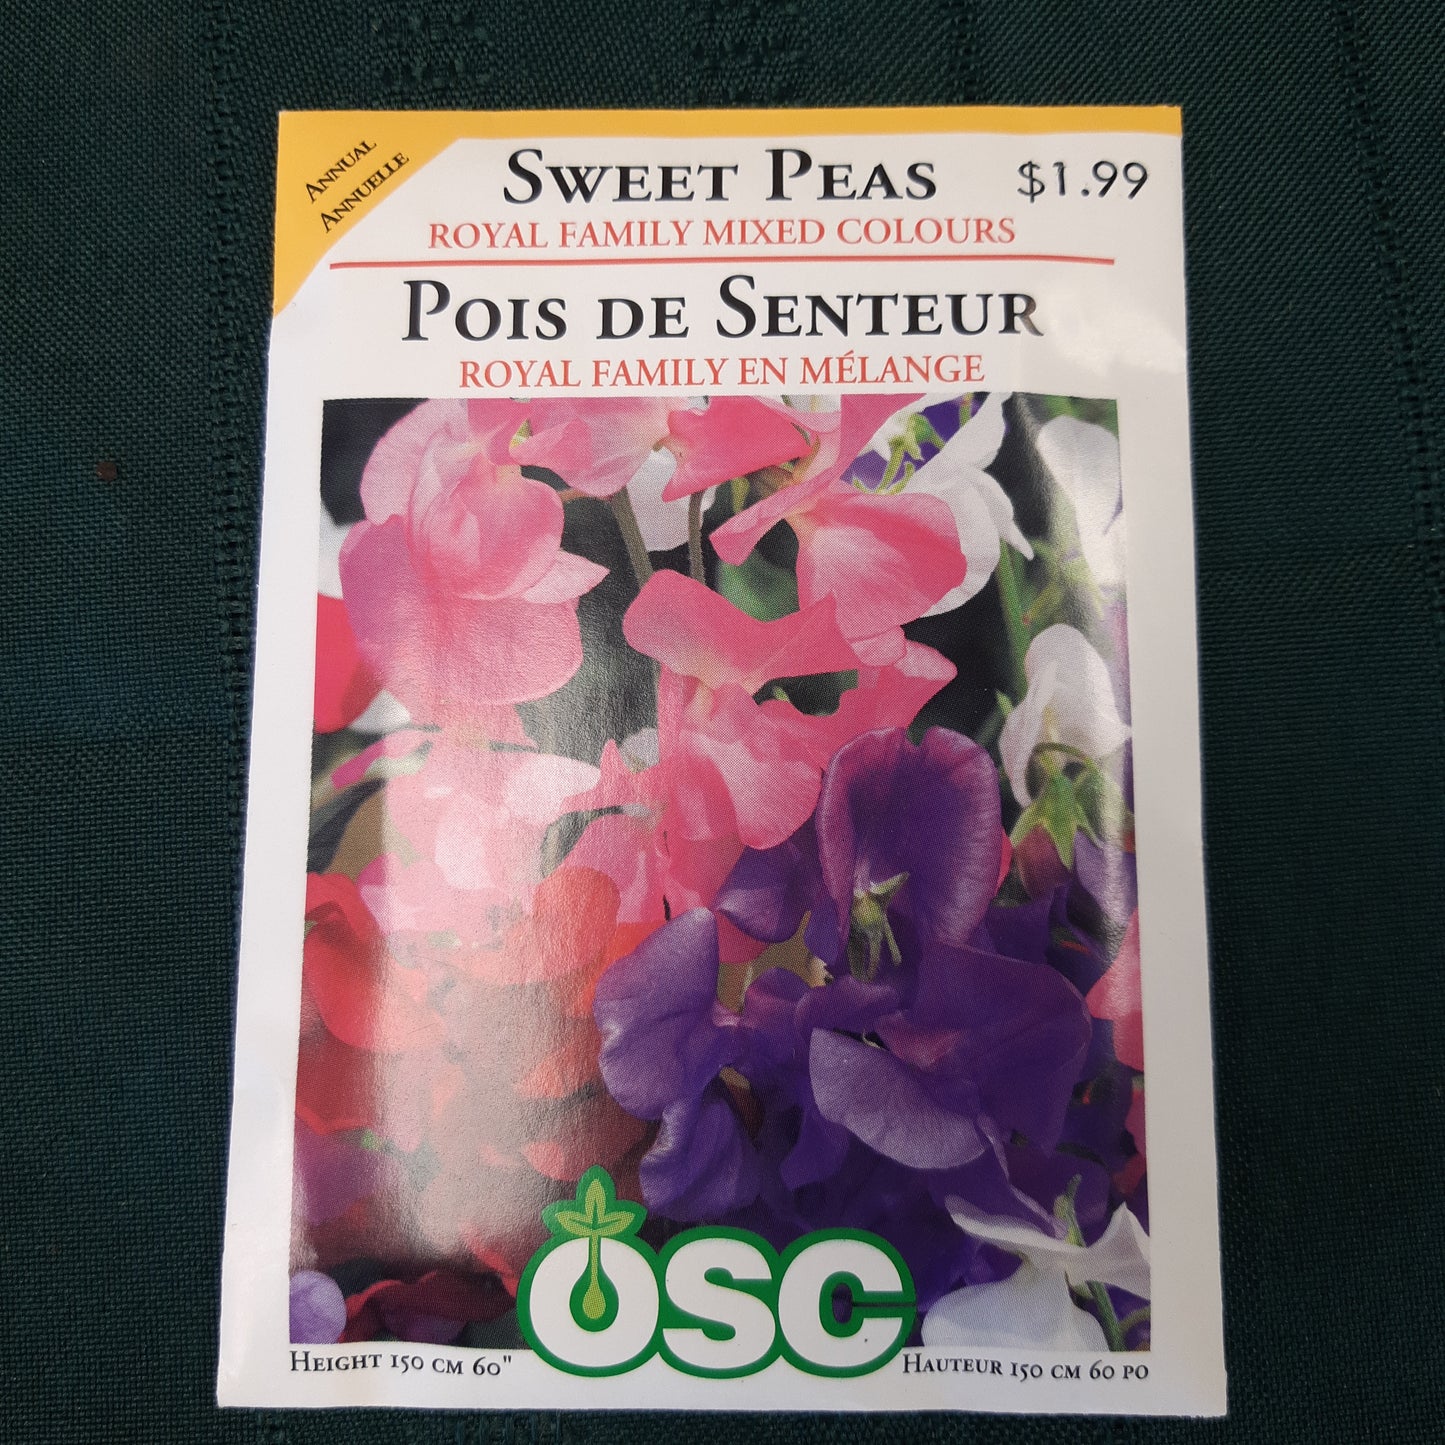 ANNUAL
ANNUELLE
SWEET PEAS $1.99
ROYAL FAMILY MIXED COLOURS
POIS DE SENTEUR
ROYAL FAMILY EN MÉLANGE
OSC
HEIGHT 150 CM 60"
HAUTEUR 150 CM 60 PO